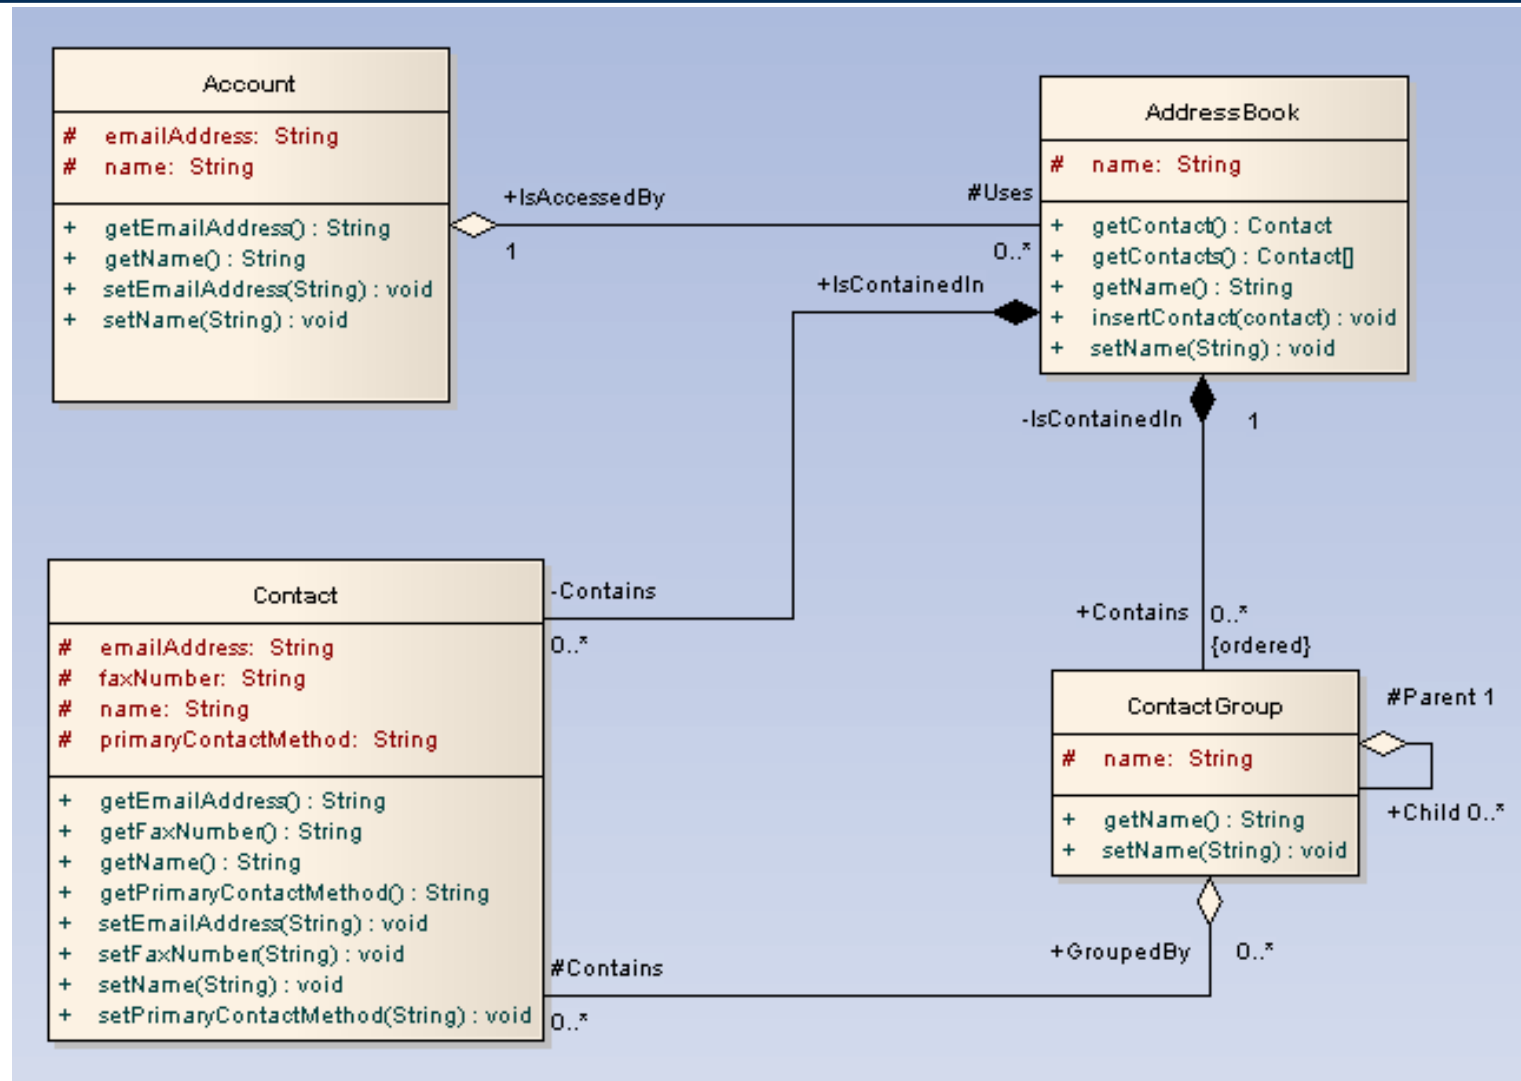 Account
# emailAddress: String
# name: String
+ getEmailAddress() : String
+ getName() : String
+ setEmailAddress(String) : void
+ setName(String) : void
+IsAccessedBy
1
#Uses
0..*
AddressBook
# name: String
+ getContact() : Contact
+ getContacts() : Contact[]
+ getName() : String
+ insertContact(contact) : void
+ setName(String) : void
+IsContainedIn
-IsContainedIn 1
-Contains
0..*
+Contains 0..*
{ordered}
Contact
# emailAddress: String
# faxNumber: String
# name: String
# primaryContactMethod: String
+ getEmailAddress() : String
+ getFaxNumber() : String
+ getName() : String
+ getPrimaryContactMethod() : String
+ setEmailAddress(String) : void
+ setFaxNumber(String) : void
+ setName(String) : void
+ setPrimaryContactMethod(String) : void
ContactGroup
# name: String
+ getName() : String
+ setName(String) : void
#Parent 1
+Child 0..*
+GroupedBy 0..*
#Contains
0..*